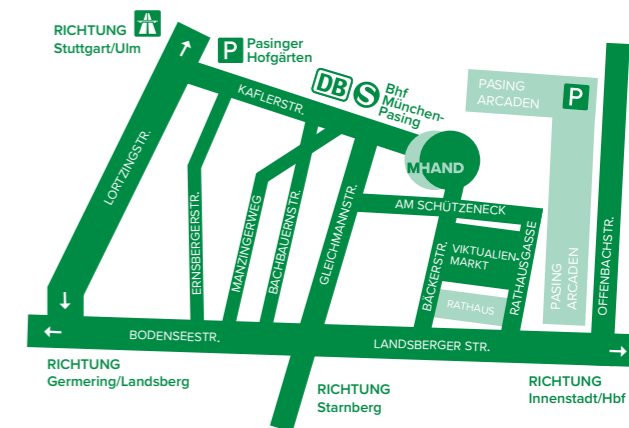 RICHTUNG
Stuttgart/Ulm
P
Pasinger
Hofgärten
DB
S
Bhf
München-
Pasing
PASING
ARCADEN
P
KAFLERSTR.
LORTZINGSTR.
MHAND
AM SCHÜTZENECK
ERNSBERGERSTR.
MANZINGERWEG
BACHBAUERNSTR.
GLEICHMANNSTR.
BÄCKERSTR.
VIKTUALIEN-
MARKT
RATHAUSGASSE
RATHAUS
PASING
ARCADEN
OFFENBACHSTR.
BODENSEESTR.
LANDSBERGER STR.
RICHTUNG
Germering/Landsberg
RICHTUNG
Starnberg
RICHTUNG
Innenstadt/Hbf